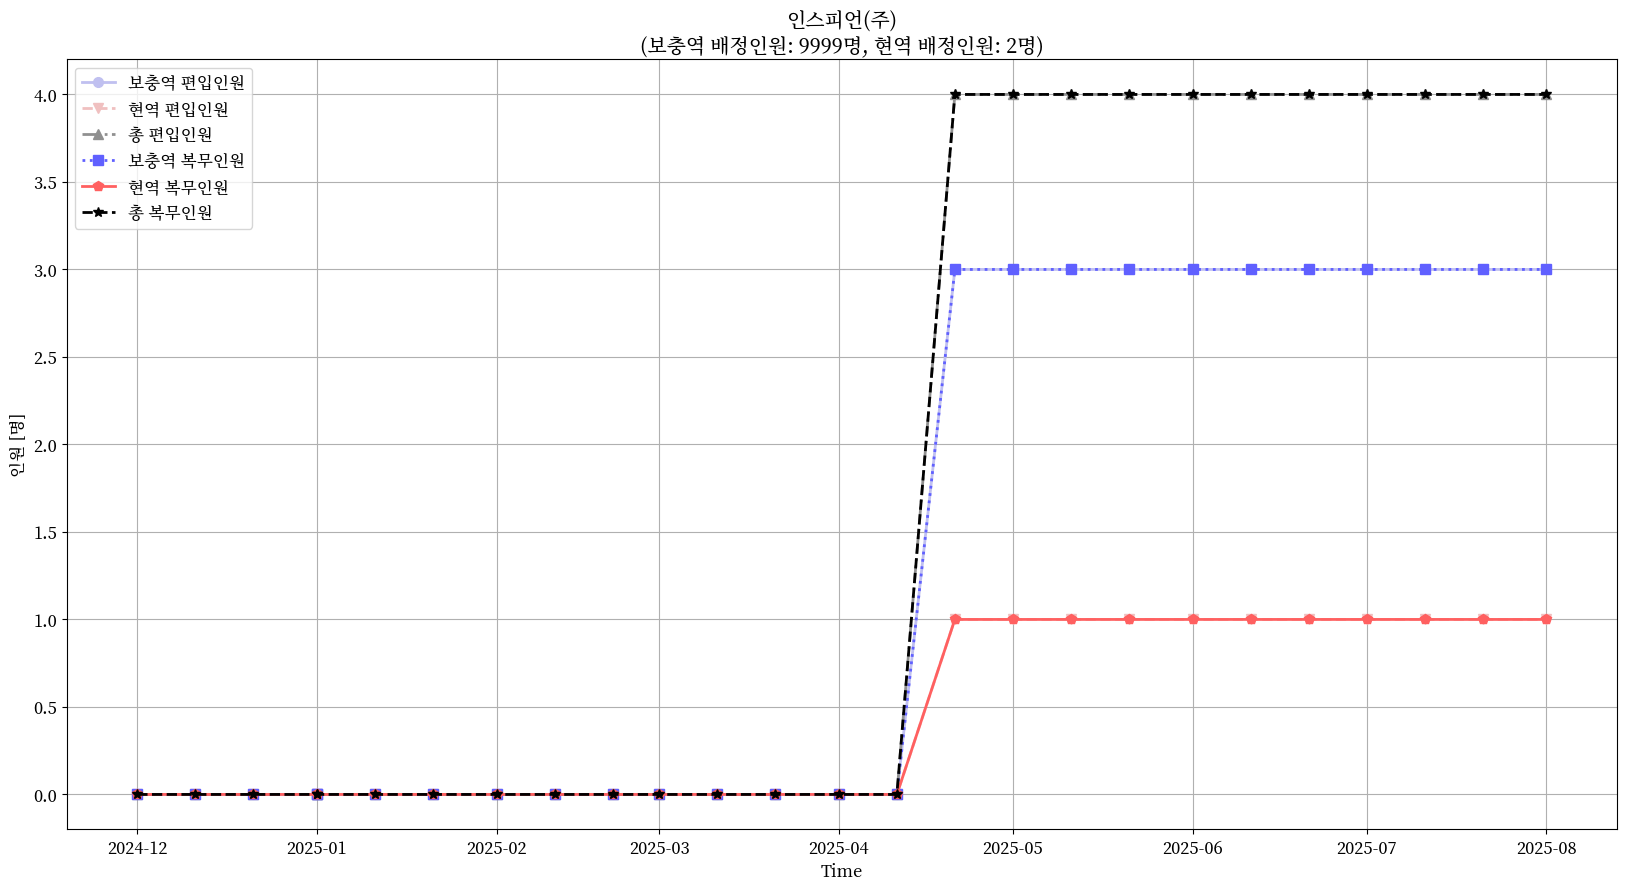 인스피언(주)
(보충역 배정인원: 9999명, 현역 배정인원: 2명)
보충역 편입인원
현역 편입인원
총 편입인원
보충역 복무인원
현역 복무인원
총 복무인원
4.0
3.5
3.0
2.5
2.0
1.5
1.0
0.5
0.0
인원 [명]
2024-12
2025-01
2025-02
2025-03
2025-04
2025-05
2025-06
2025-07
2025-08
Time